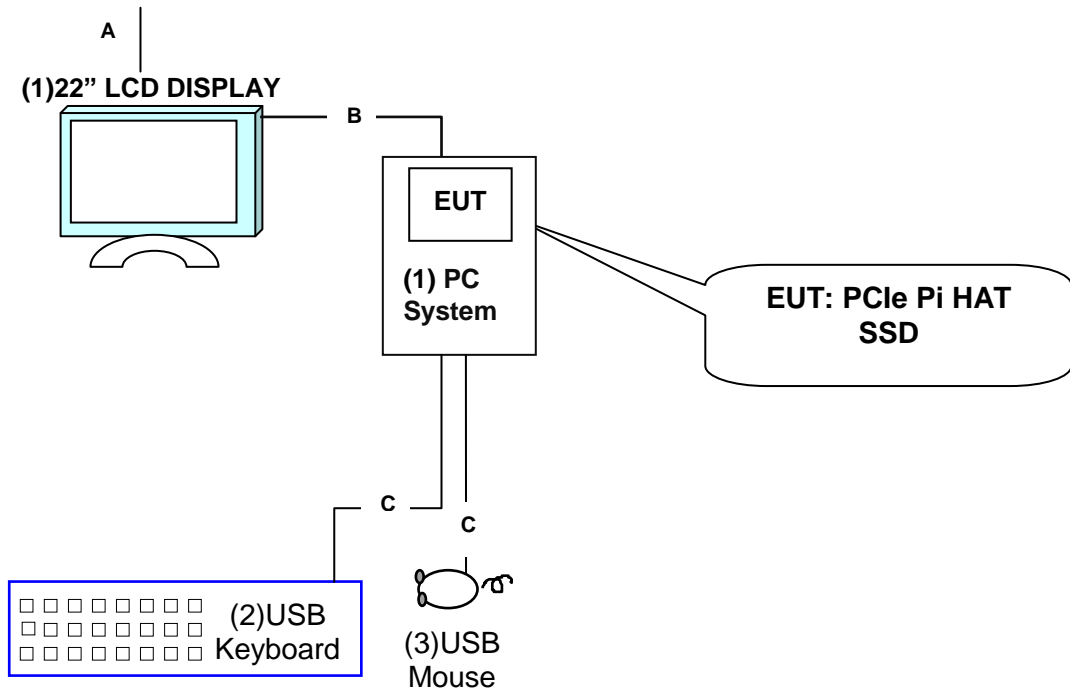 A
(1)22” LCD DISPLAY
B
EUT
(1) PC
System
EUT: PCIe Pi HAT
SSD
C
C
(2)USB
Keyboard
(3)USB
Mouse